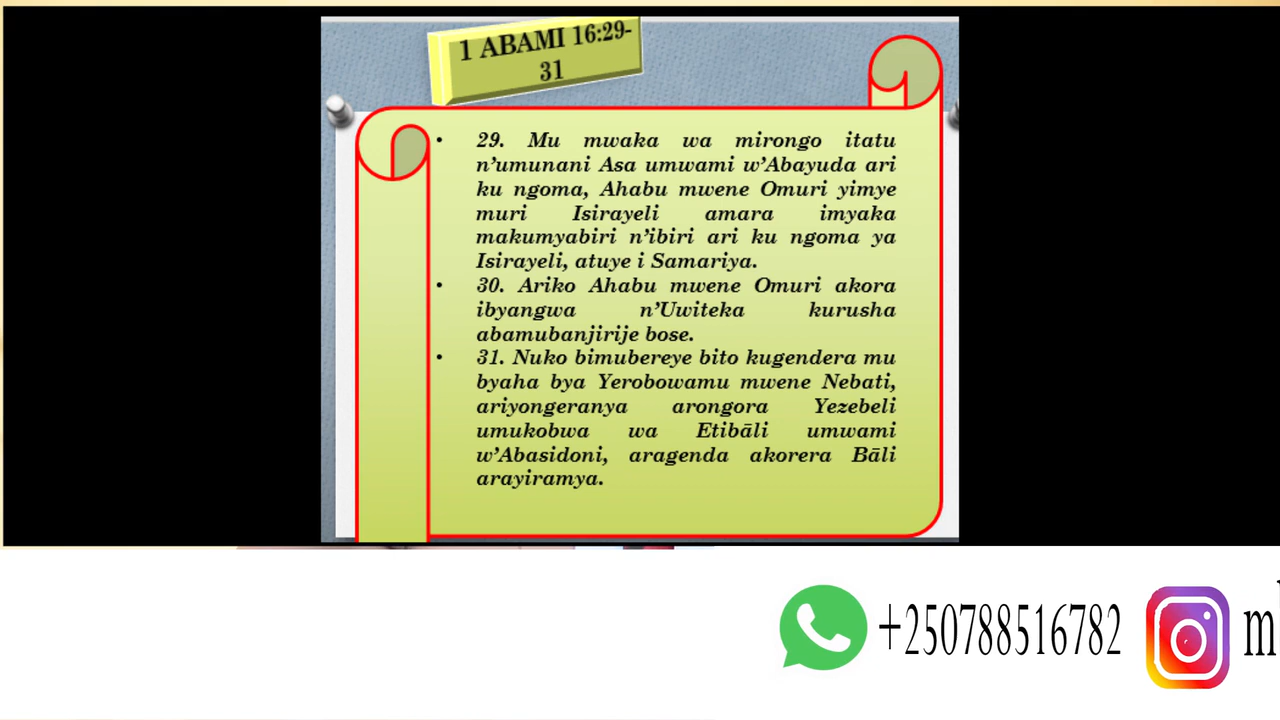 1 ABAMI 16:29-
31
• 29. Mu mwaka wa mirongo itatu
n’umunani Asa umwami w’Abayuda ari
ku ngoma, Ahabu mwene Omuri yimye
muri Isirayeli amara imyaka
makumyabiri n’ibiri ari ku ngoma ya
Isirayeli, atuye i Samariya.
• 30. Ariko Ahabu mwene Omuri akora
ibyangwa n’Uwiteka kurusha
abamubanjirije bose.
• 31. Nuko bimubereye bito kugendera mu
byaha bya Yerobowamu mwene Nebati,
ariyongeranya arongora Yezebeli
umukobwa wa Etibāli umwami
w’Abasidoni, aragenda akorera Bāli
arayiramya.
+250788516782